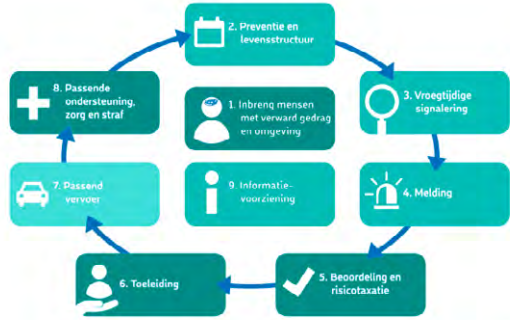 2. Preventie en
levensstructuur
3. Vroegtijdige
signalering
4. Melding
5. Beoordeling en
risicotaxatie
6. Toeleiding
7. Passend
vervoer
8. Passende
ondersteuning,
zorg en straf
1. Inbreng mensen
met verward gedrag
en omgeving
9. Informatie-
voorziening